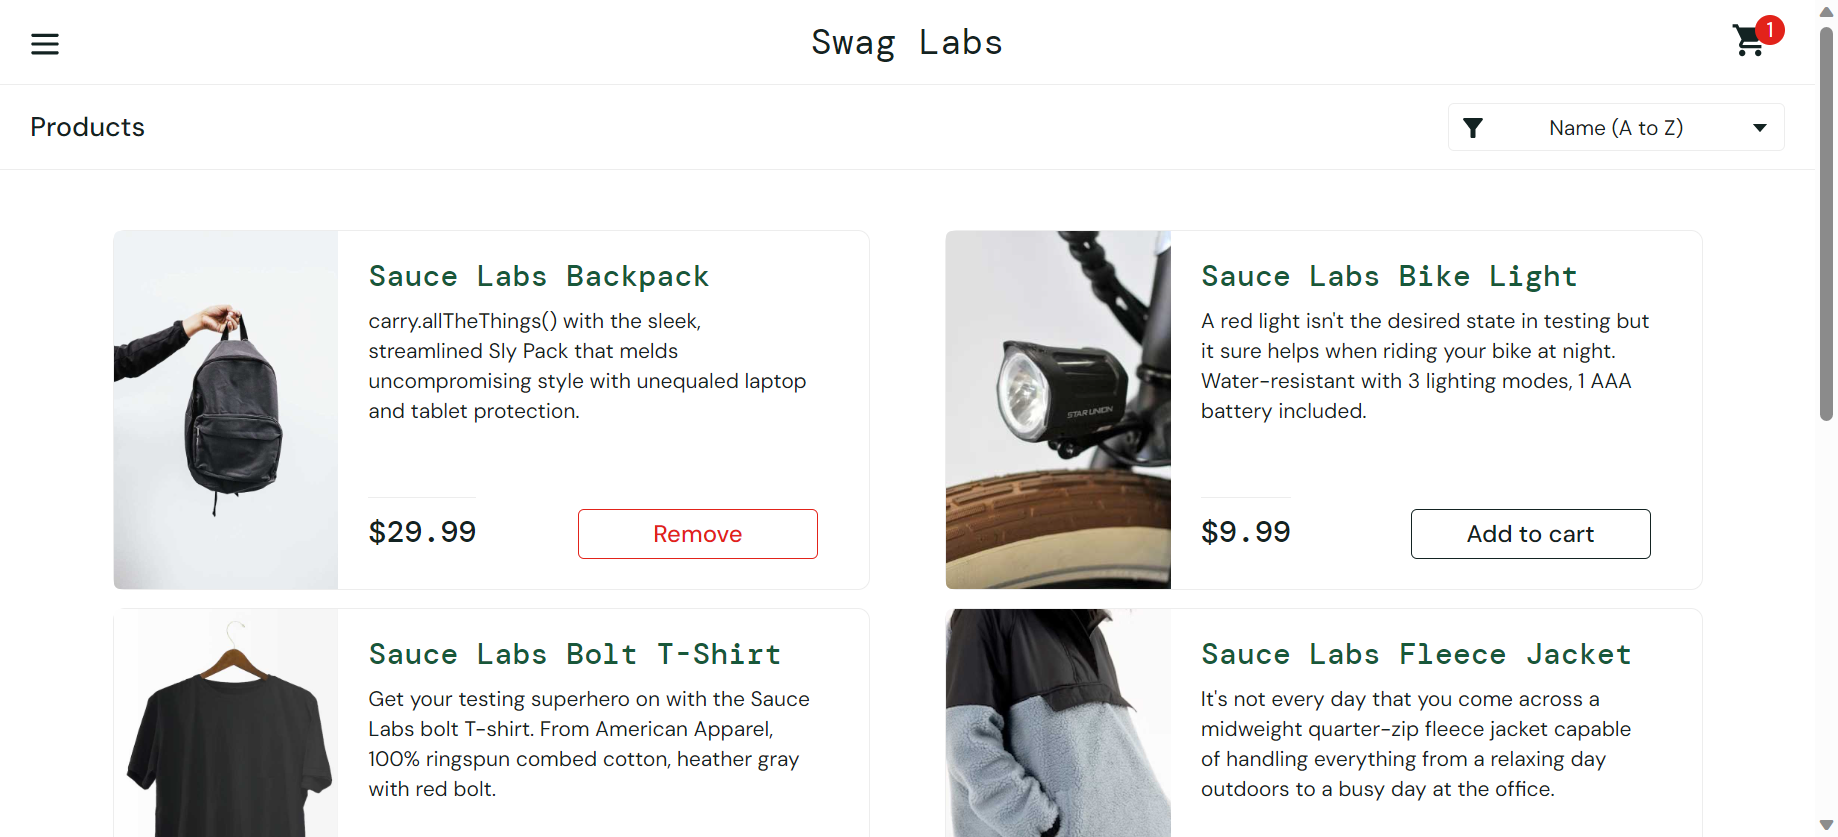 Swag Labs
1
Products
Name (A to Z)
Sauce Labs Backpack
carry.allTheThings() with the sleek,
streamlined Sly Pack that melds
uncompromising style with unequaled laptop
and tablet protection.
$29.99
Remove
Sauce Labs Bike Light
A red light isn't the desired state in testing but
it sure helps when riding your bike at night.
Water-resistant with 3 lighting modes, 1 AAA
battery included.
STAR UNION
$9.99
Add to cart
Sauce Labs Bolt T-Shirt
Get your testing superhero on with the Sauce
Labs bolt T-shirt. From American Apparel,
100% ringspun combed cotton, heather gray
with red bolt.
Sauce Labs Fleece Jacket
It's not every day that you come across a
midweight quarter-zip fleece jacket capable
of handling everything from a relaxing day
outdoors to a busy day at the office.